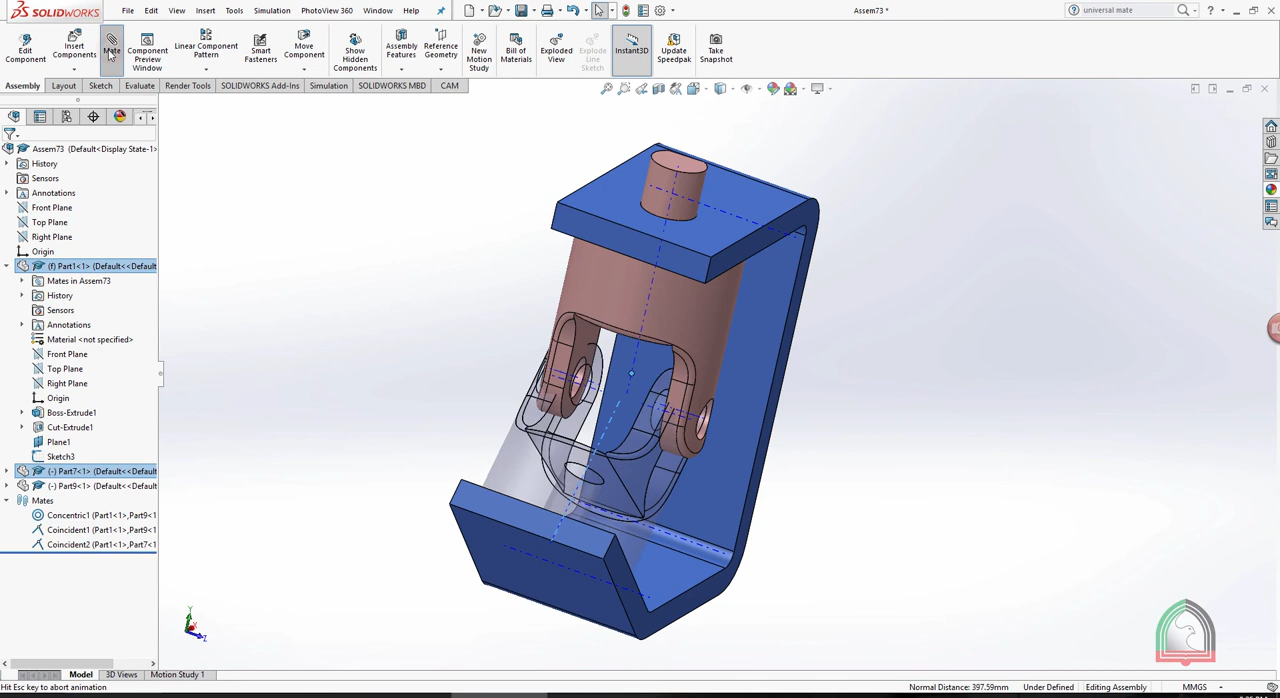 SOLIDWORKS File Edit View Insert Tools Simulation PhotoView 360 Window Help Assem73 * universal mate
Edit Component
Insert Components
Mate
Component Preview Window
Linear Component Pattern
Smart Fasteners
Move Component
Show Hidden Components
Assembly Features
Reference Geometry
New Motion Study
Bill of Materials
Exploded View
Explode Line Sketch
Instant3D
Update Speedpak
Take Snapshot
Assembly Layout Sketch Evaluate Render Tools SOLIDWORKS Add-Ins Simulation SOLIDWORKS MBD CAM
Assem73 (Default<Display State-1>
History
Sensors
Annotations
Front Plane
Top Plane
Right Plane
Origin
(f) Part1<1> (Default<<Default
Mates in Assem73
History
Sensors
Annotations
Material <not specified>
Front Plane
Top Plane
Right Plane
Origin
Boss-Extrude1
Cut-Extrude1
Plane1
Sketch3
(-) Part7<1> (Default<<Default
(-) Part9<1> (Default<<Default
Mates
Concentric1 (Part1<1>,Part9<1
Coincident1 (Part1<1>,Part9<1
Coincident2 (Part1<1>,Part7<1
Y
Z
Model 3D Views Motion Study 1
Hit Esc key to abort animation Normal Distance: 397.59mm Under Defined Editing Assembly MMGS